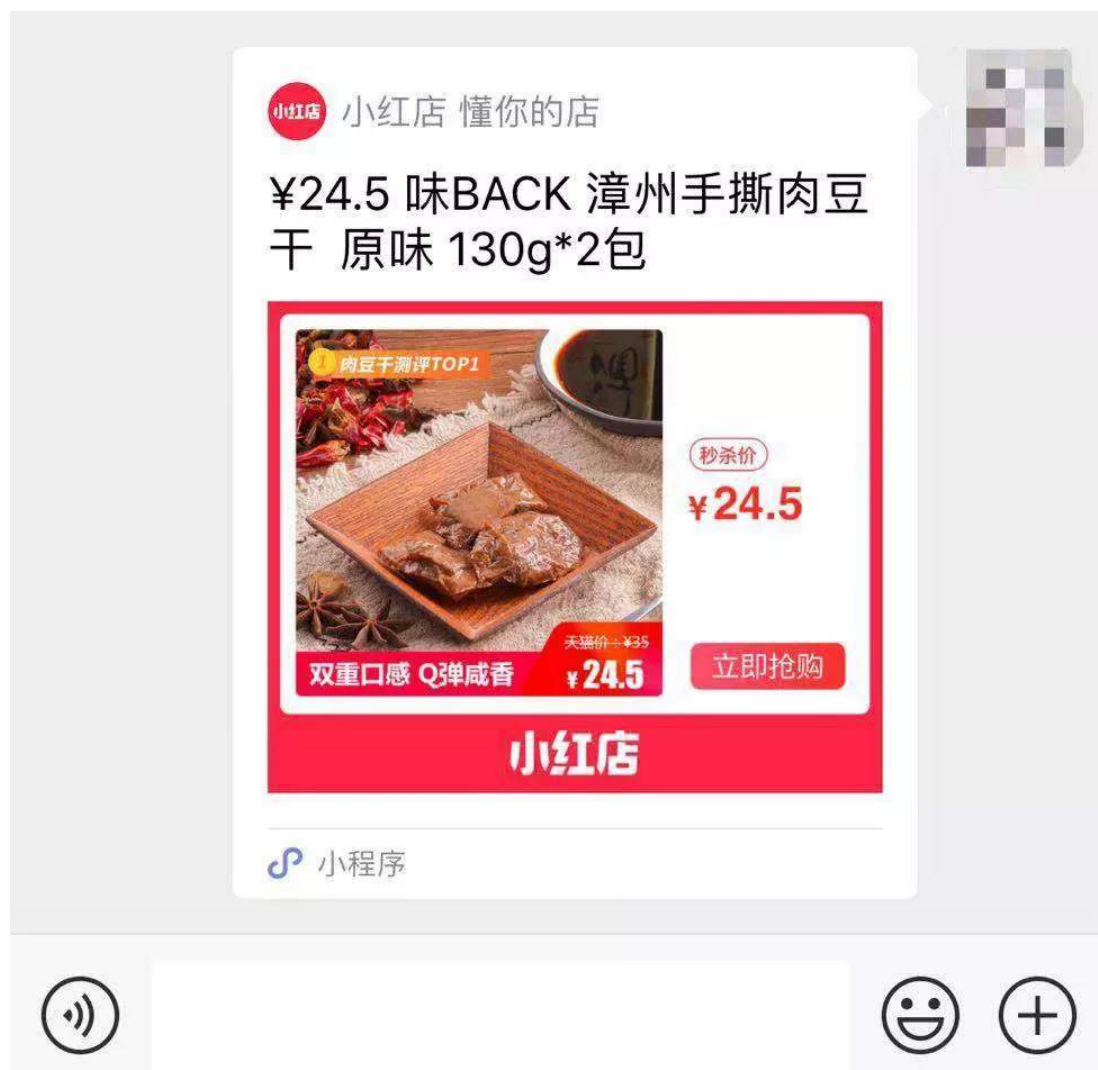 小红店
小红店 懂你的店
¥24.5 味BACK 漳州手撕肉豆
干 原味 130g*2包
1
肉豆干测评TOP1
秒杀价
¥24.5
天猫价：¥35
双重口感 Q弹咸香
¥24.5
立即抢购
小红店
小程序